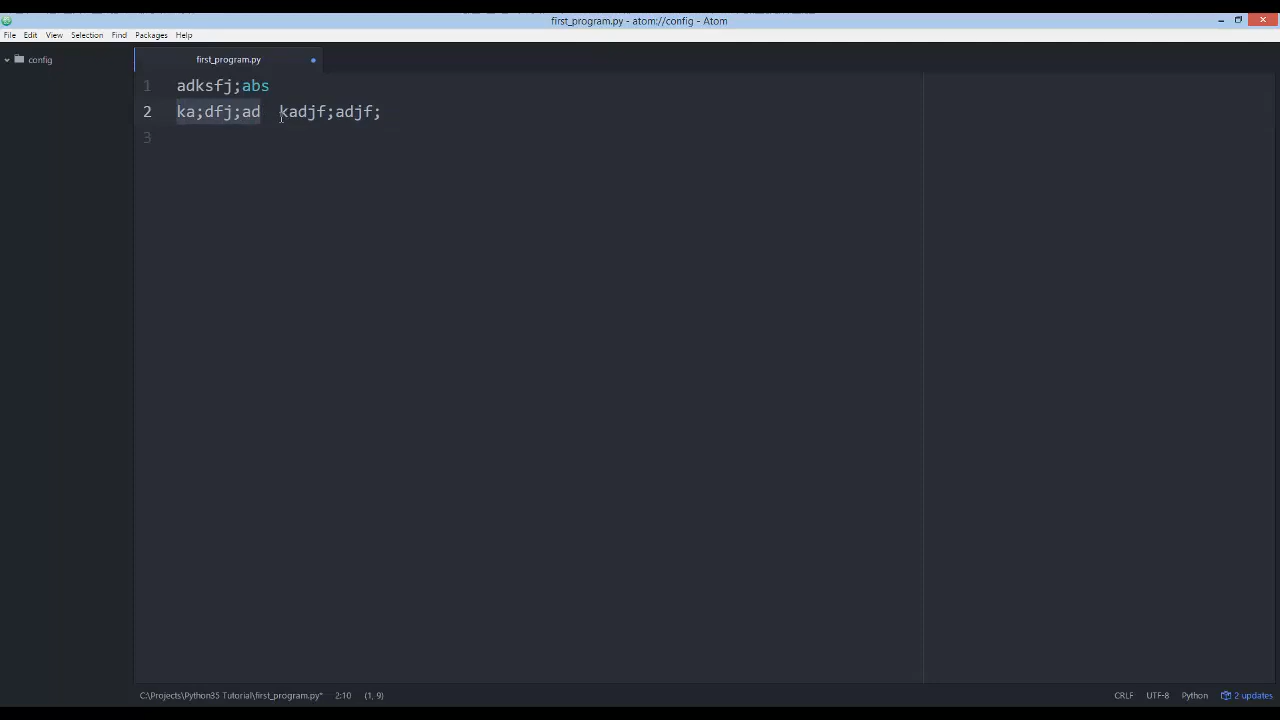 first_program.py - atom://config - Atom
File Edit View Selection Find Packages Help
config
first_program.py
1 adksfj;abs
2 ka;dfj;ad  kadjf;adjf;
3
C:\Projects\Python35 Tutorial\first_program.py* 2:10 (1, 9) CRLF UTF-8 Python 2 updates